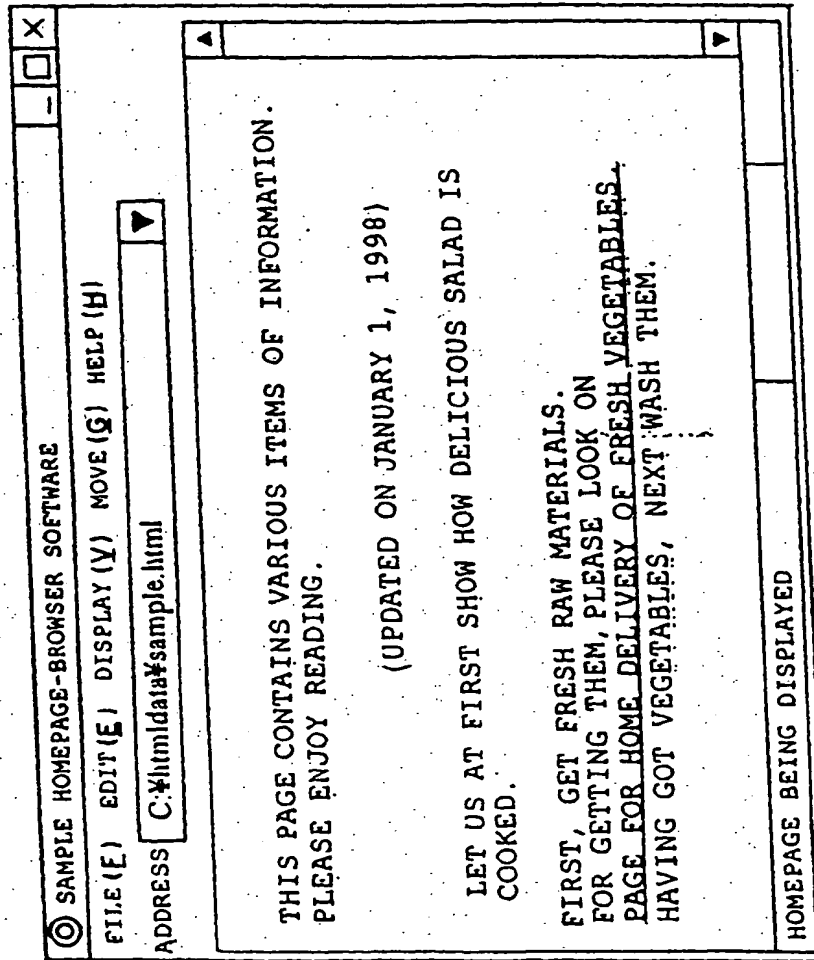 SAMPLE HOMEPAGE-BROWSER SOFTWARE
FILE(F) EDIT(E) DISPLAY(V) MOVE(G) HELP(H)
ADDRESS C:¥htmldata¥sample.html
THIS PAGE CONTAINS VARIOUS ITEMS OF INFORMATION.
PLEASE ENJOY READING.
(UPDATED ON JANUARY 1, 1998)
LET US AT FIRST SHOW HOW DELICIOUS SALAD IS
COOKED.
FIRST, GET FRESH RAW MATERIALS.
FOR GETTING THEM, PLEASE LOOK ON
PAGE FOR HOME DELIVERY OF FRESH VEGETABLES.
HAVING GOT VEGETABLES, NEXT WASH THEM.
HOMEPAGE BEING DISPLAYED